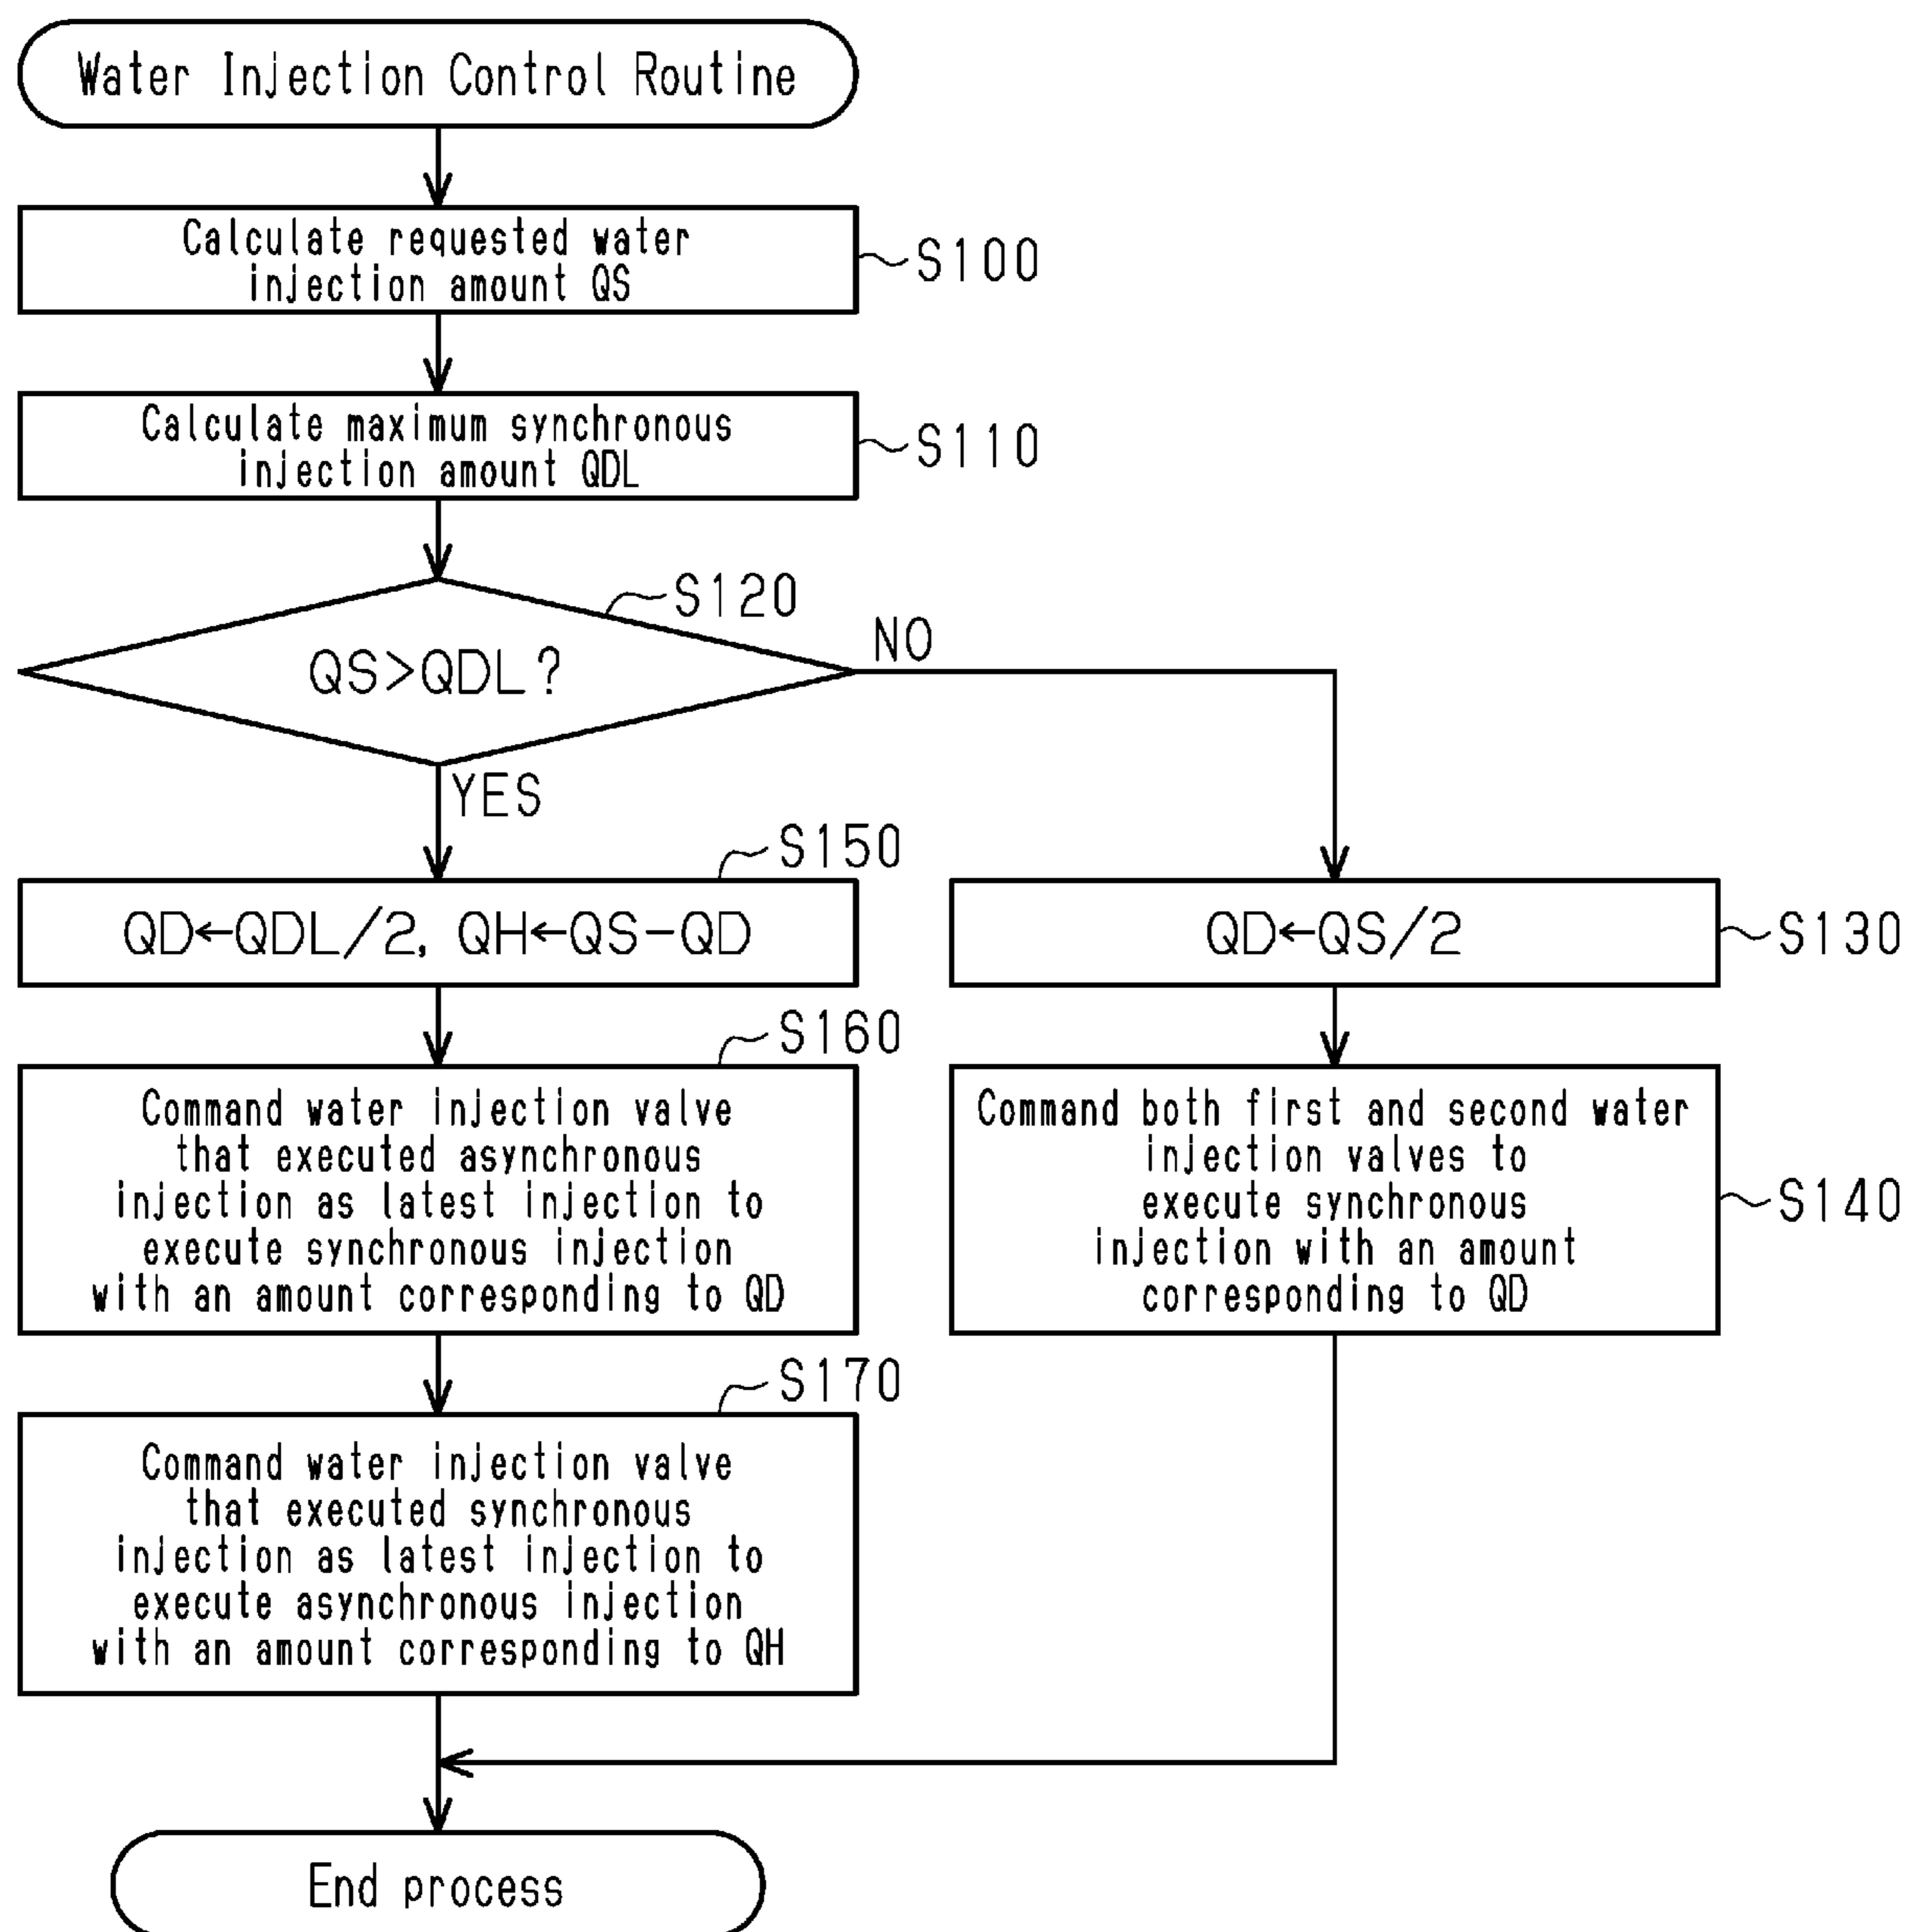 Water Injection Control Routine
Calculate requested water
injection amount QS
S100
Calculate maximum synchronous
injection amount QDL
S110
S120
QS>QDL?
NO
YES
S150
QD←QDL/2, QH←QS−QD
QD←QS/2
S130
S160
Command water injection valve
that executed asynchronous
injection as latest injection to
execute synchronous injection
with an amount corresponding to QD
Command both first and second water
injection valves to
execute synchronous
injection with an amount
corresponding to QD
S140
S170
Command water injection valve
that executed synchronous
injection as latest injection to
execute asynchronous injection
with an amount corresponding to QH
End process